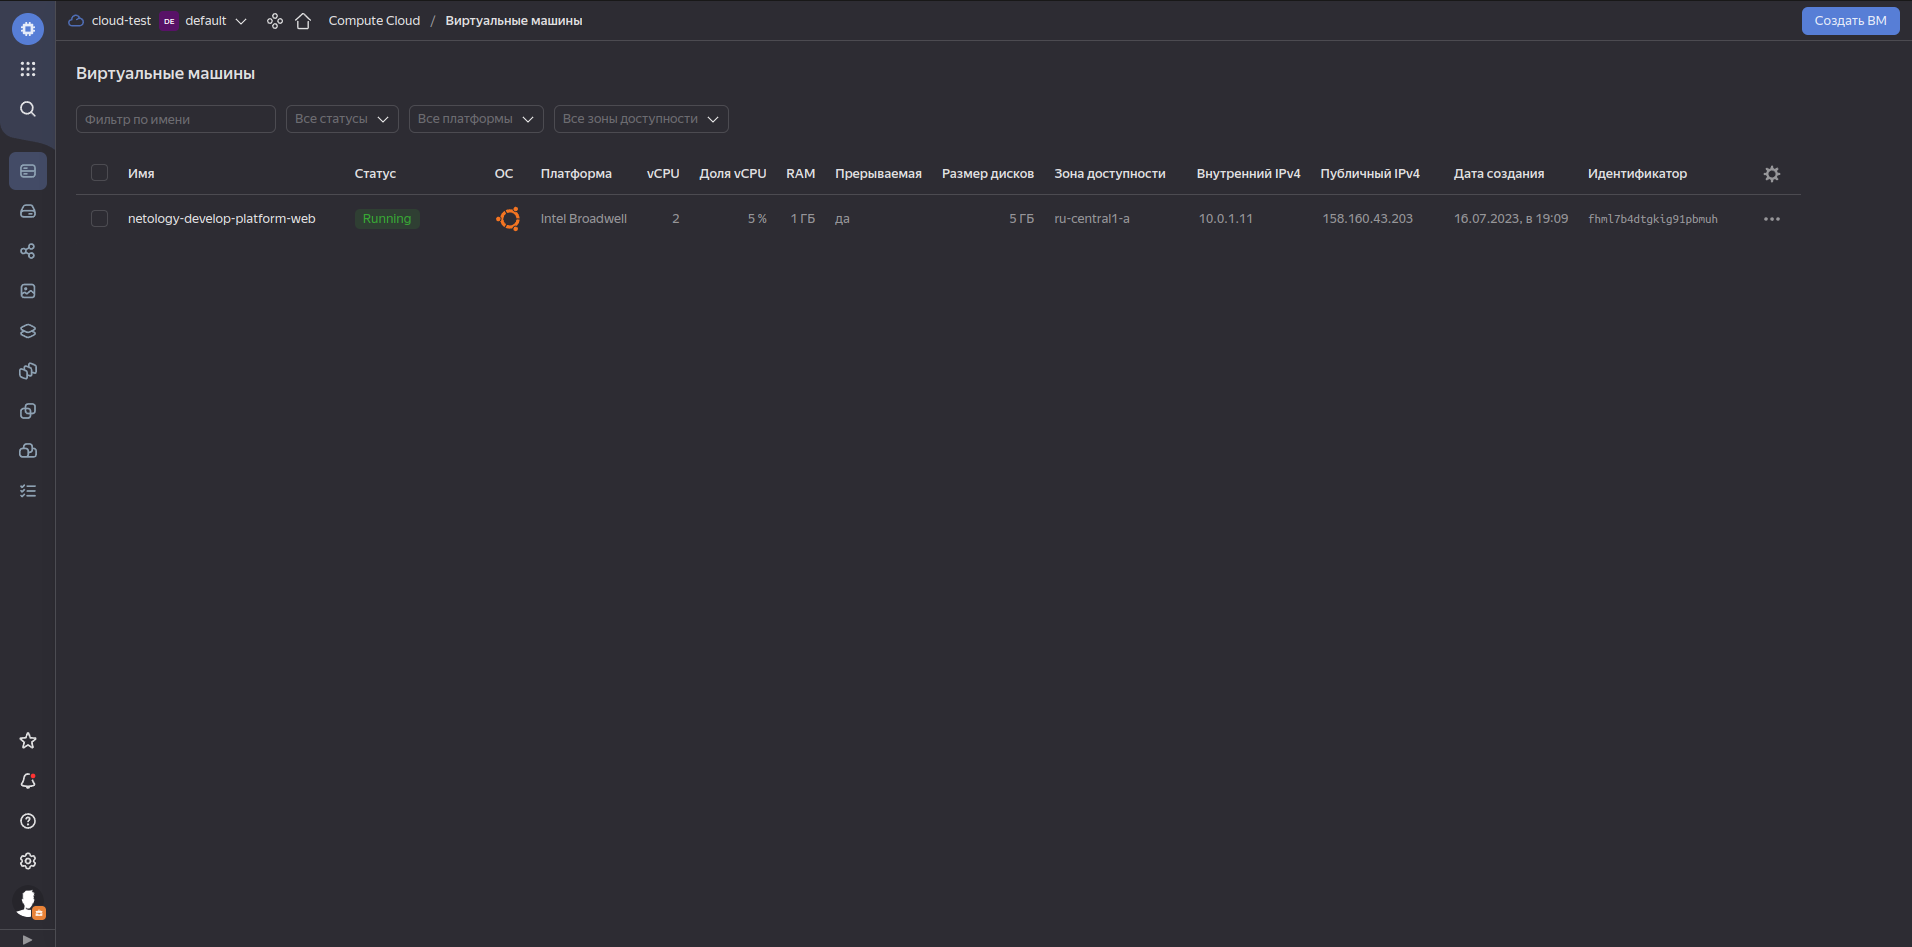 cloud-test DE default Compute Cloud / Виртуальные машины Создать ВМ
Виртуальные машины
Фильтр по имени Все статусы Все платформы Все зоны доступности
Имя Статус ОС Платформа vCPU Доля vCPU RAM Прерываемая Размер дисков Зона доступности Внутренний IPv4 Публичный IPv4 Дата создания Идентификатор
netology-develop-platform-web Running Intel Broadwell 2 5 % 1 ГБ да 5 ГБ ru-central1-a 10.0.1.11 158.160.43.203 16.07.2023, в 19:09 fhml7b4dtgkig91pbmuh